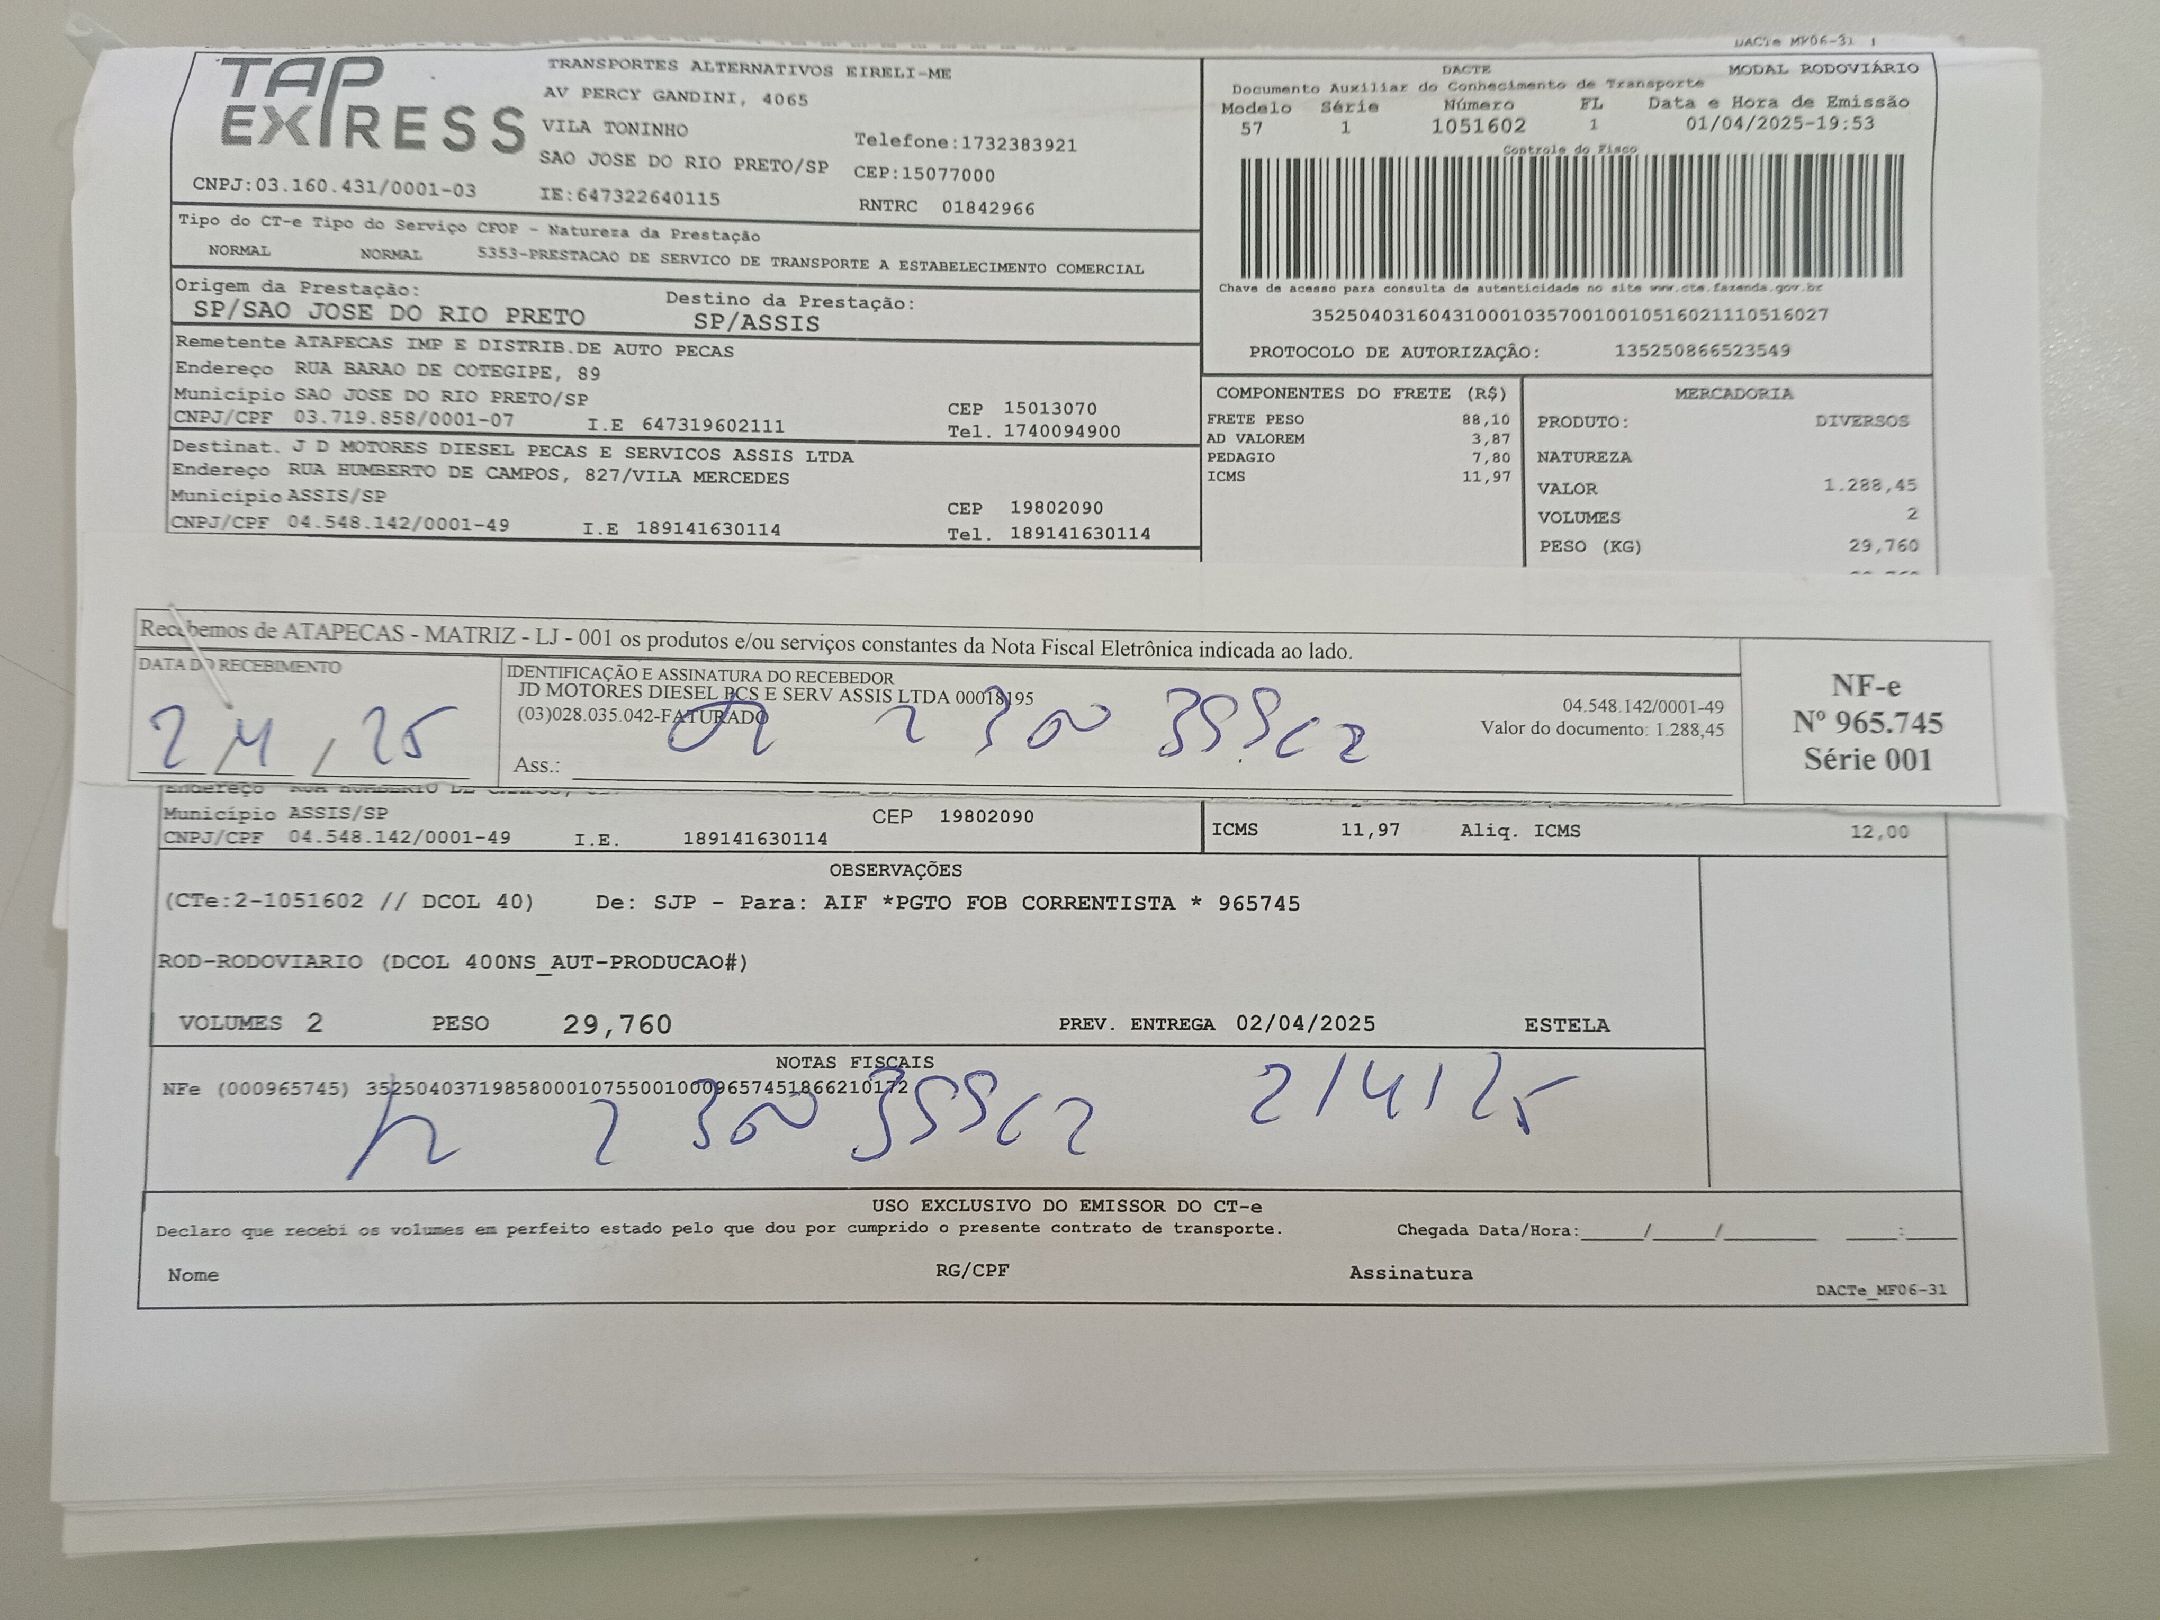 DACTe MF06-31 1
TAP EXPRESS
TRANSPORTES ALTERNATIVOS EIRELI-ME
AV PERCY GANDINI, 4065
VILA TONINHO
Telefone:1732383921
SAO JOSE DO RIO PRETO/SP
CEP:15077000
CNPJ:03.160.431/0001-03
IE:647322640115
RNTRC 01842966
DACTE MODAL RODOVIÁRIO
Documento Auxiliar do Conhecimento de Transporte
Modelo Série Número FL Data e Hora de Emissão
57 1 1051602 1 01/04/2025-19:53
Controle do Fisco
Chave de acesso para consulta de autenticidade no site www.cte.fazenda.gov.br
35250403160431000103570010010516021110516027
PROTOCOLO DE AUTORIZAÇÃO: 135250866523549
Tipo do CT-e Tipo do Serviço CFOP - Natureza da Prestação
NORMAL NORMAL 5353-PRESTACAO DE SERVICO DE TRANSPORTE A ESTABELECIMENTO COMERCIAL
Origem da Prestação: Destino da Prestação:
SP/SAO JOSE DO RIO PRETO SP/ASSIS
Remetente ATAPECAS IMP E DISTRIB.DE AUTO PECAS
Endereço RUA BARAO DE COTEGIPE, 89
Município SAO JOSE DO RIO PRETO/SP CEP 15013070
CNPJ/CPF 03.719.858/0001-07 I.E 647319602111 Tel. 1740094900
Destinat. J D MOTORES DIESEL PECAS E SERVICOS ASSIS LTDA
Endereço RUA HUMBERTO DE CAMPOS, 827/VILA MERCEDES
Município ASSIS/SP CEP 19802090
CNPJ/CPF 04.548.142/0001-49 I.E 189141630114 Tel. 189141630114
COMPONENTES DO FRETE (R$)
FRETE PESO 88,10
AD VALOREM 3,87
PEDAGIO 7,80
ICMS 11,97
MERCADORIA
PRODUTO: DIVERSOS
NATUREZA
VALOR 1.288,45
VOLUMES 2
PESO (KG) 29,760
Recebemos de ATAPECAS - MATRIZ - LJ - 001 os produtos e/ou serviços constantes da Nota Fiscal Eletrônica indicada ao lado.
DATA DO RECEBIMENTO
2/4/25
IDENTIFICAÇÃO E ASSINATURA DO RECEBEDOR
JD MOTORES DIESEL PCS E SERV ASSIS LTDA 00018195
(03)028.035.042-FATURADO
04.548.142/0001-49
Valor do documento: 1.288,45
Ass.:
NF-e
Nº 965.745
Série 001
Endereço
Município ASSIS/SP CEP 19802090
CNPJ/CPF 04.548.142/0001-49 I.E. 189141630114
ICMS 11,97 Aliq. ICMS 12,00
OBSERVAÇÕES
(CTe:2-1051602 // DCOL 40) De: SJP - Para: AIF *PGTO FOB CORRENTISTA * 965745
ROD-RODOVIARIO (DCOL 400NS_AUT-PRODUCAO#)
VOLUMES 2 PESO 29,760 PREV. ENTREGA 02/04/2025 ESTELA
NOTAS FISCAIS
NFe (000965745) 35250403719858000107550010009657451866210172
2/4/25
USO EXCLUSIVO DO EMISSOR DO CT-e
Declaro que recebi os volumes em perfeito estado pelo que dou por cumprido o presente contrato de transporte. Chegada Data/Hora:_____/_____/_______ ____:____
Nome RG/CPF Assinatura
DACTe_MF06-31